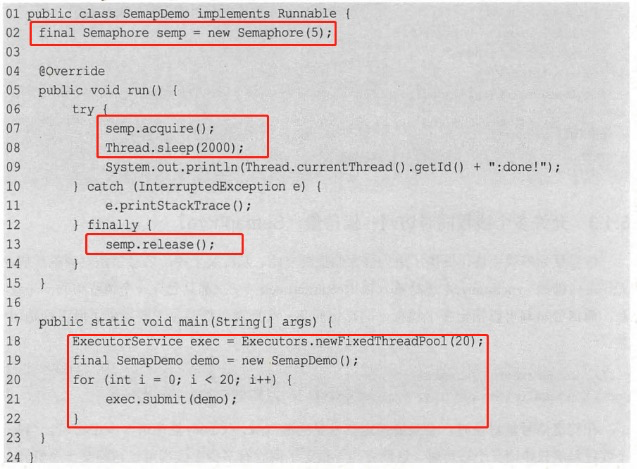 01 public class SemapDemo implements Runnable {
02 final Semaphore semp = new Semaphore(5);
03
04 @Override
05 public void run() {
06 try {
07 semp.acquire();
08 Thread.sleep(2000);
09 System.out.println(Thread.currentThread().getId() + ":done!");
10 } catch (InterruptedException e) {
11 e.printStackTrace();
12 } finally {
13 semp.release();
14 }
15 }
16
17 public static void main(String[] args) {
18 ExecutorService exec = Executors.newFixedThreadPool(20);
19 final SemapDemo demo = new SemapDemo();
20 for (int i = 0; i < 20; i++) {
21 exec.submit(demo);
22 }
23 }
24 }